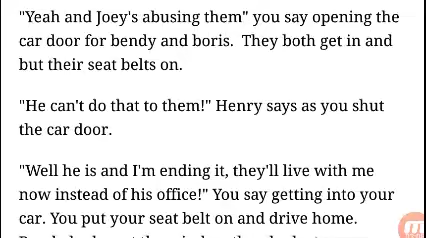 "Yeah and Joey's abusing them" you say opening the
car door for bendy and boris.  They both get in and
but their seat belts on.
"He can't do that to them!" Henry says as you shut
the car door.
"Well he is and I'm ending it, they'll live with me
now instead of his office!" You say getting into your
car. You put your seat belt on and drive home.